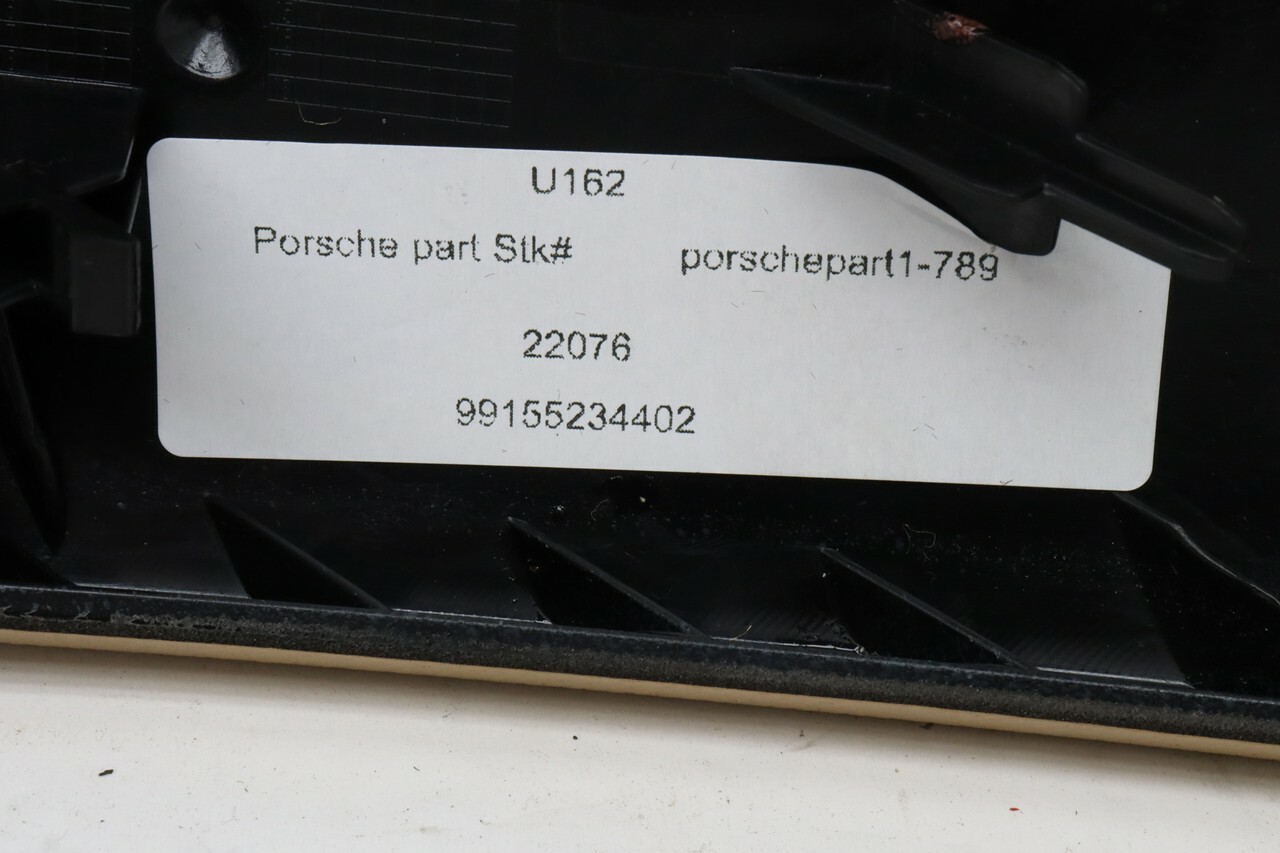 U162
Porsche part Stk# porschepart1-789
22076
99155234402